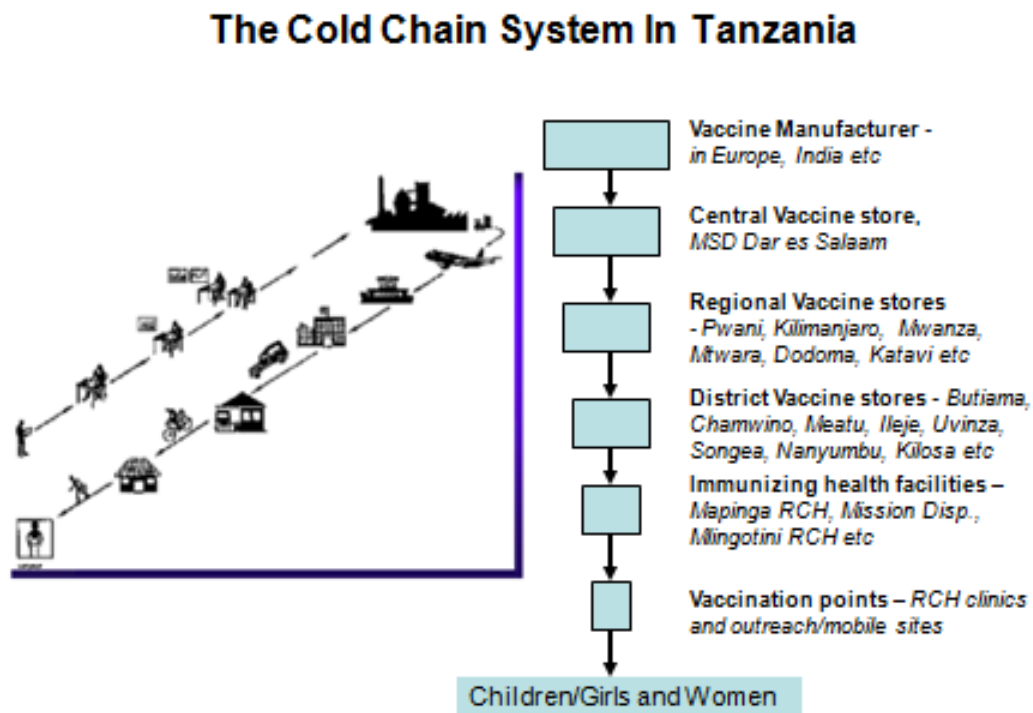 The Cold Chain System In Tanzania
Vaccine Manufacturer -
in Europe, India etc
Central Vaccine store,
MSD Dar es Salaam
Regional Vaccine stores
- Pwani, Kilimanjaro, Mwanza,
Mtwara, Dodoma, Katavi etc
District Vaccine stores - Butiama,
Chamwino, Meatu, Ileje, Uvinza,
Songea, Nanyumbu, Kilosa etc
Immunizing health facilities –
Mapinga RCH, Mission Disp.,
Mlingotini RCH etc
Vaccination points – RCH clinics
and outreach/mobile sites
Children/Girls and Women